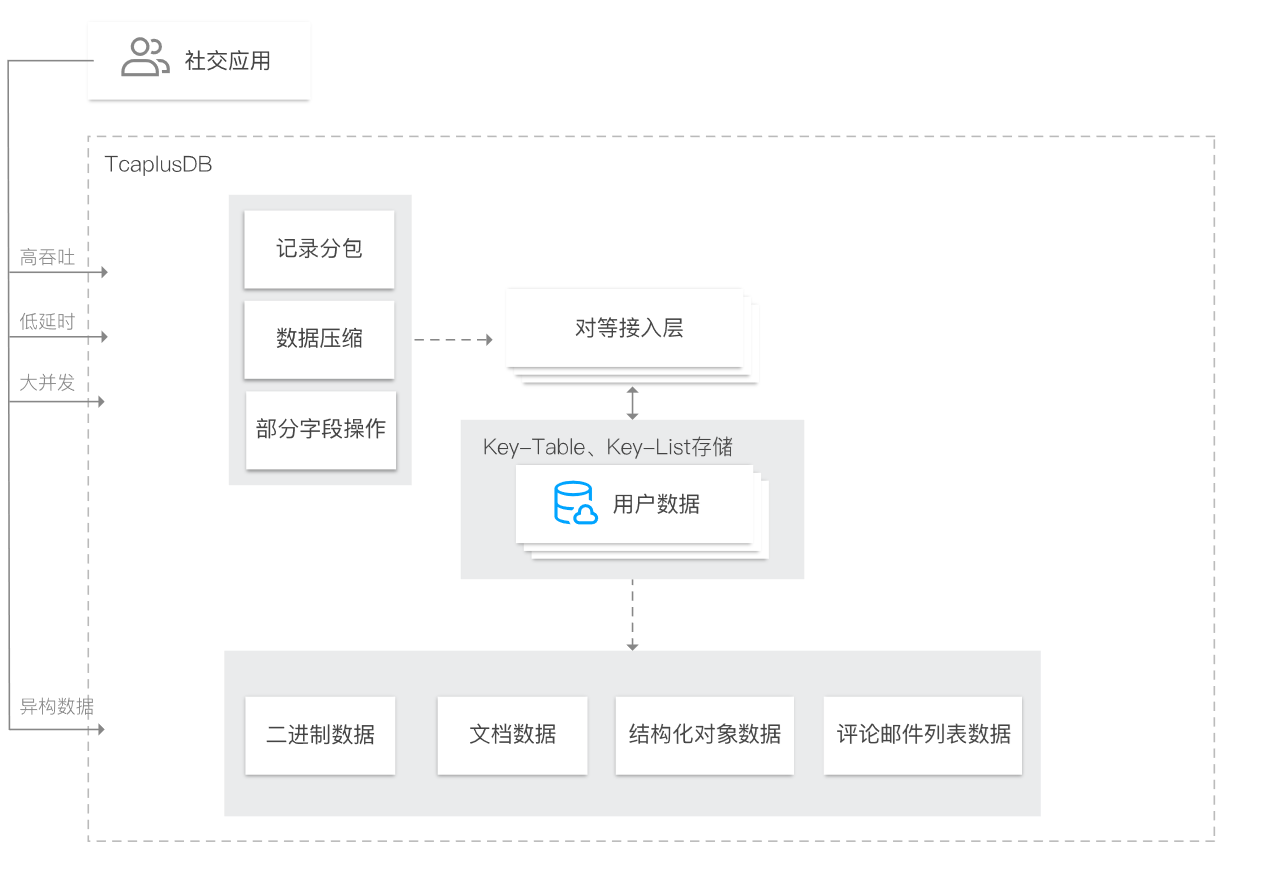 社交应用
TcaplusDB
高吞吐
低延时
大并发
异构数据
记录分包
数据压缩
部分字段操作
对等接入层
Key-Table、Key-List存储
用户数据
二进制数据
文档数据
结构化对象数据
评论邮件列表数据